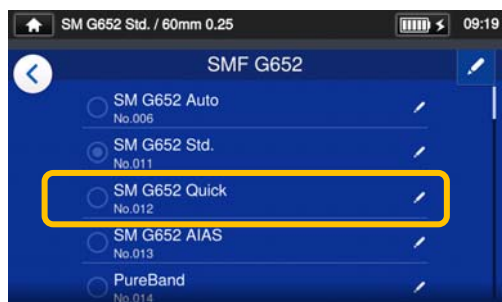 SM G652 Std. / 60mm 0.25
09:19
SMF G652
SM G652 Auto
No.006
SM G652 Std.
No.011
SM G652 Quick
No.012
SM G652 AIAS
No.013
PureBand
No.014